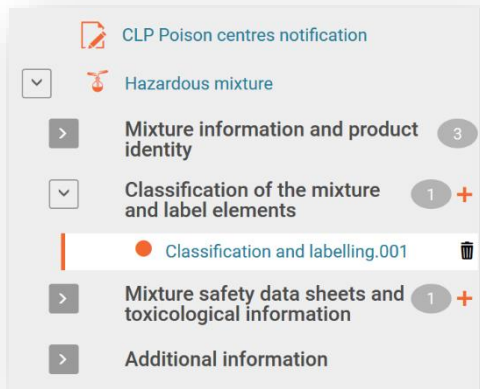 CLP Poison centres notification
Hazardous mixture
Mixture information and product 3
identity
Classification of the mixture 1 +
and label elements
Classification and labelling.001
Mixture safety data sheets and 1 +
toxicological information
Additional information